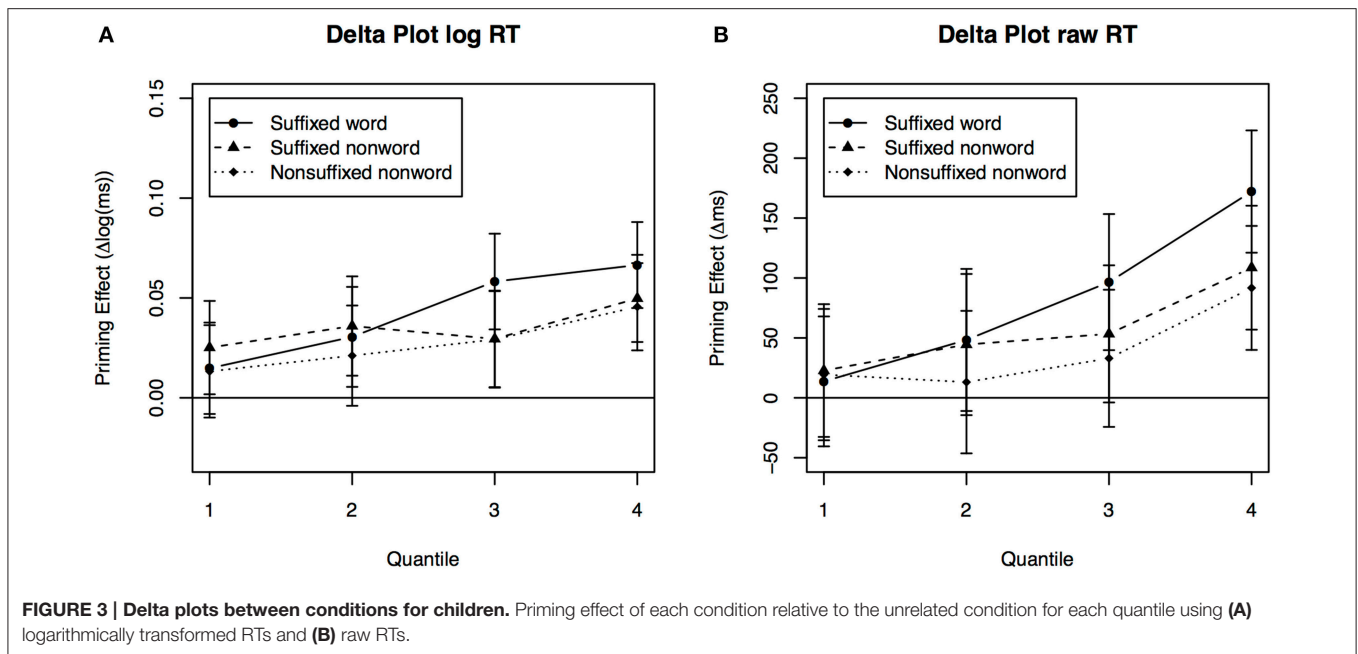 A
Delta Plot log RT
Priming Effect (Δlog(ms))
0.15
0.10
0.05
0.00
Suffixed word
Suffixed nonword
Nonsuffixed nonword
1 2 3 4
Quantile
B
Delta Plot raw RT
Priming Effect (Δms)
250
200
150
100
50
0
−50
Suffixed word
Suffixed nonword
Nonsuffixed nonword
1 2 3 4
Quantile
FIGURE 3 | Delta plots between conditions for children. Priming effect of each condition relative to the unrelated condition for each quantile using (A)
logarithmically transformed RTs and (B) raw RTs.